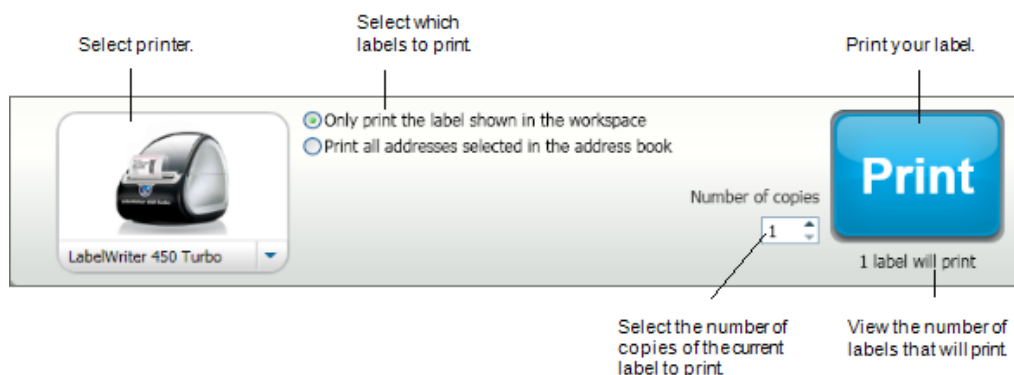 Select which
labels to print.
Select printer.
Print your label.
Only print the label shown in the workspace
Print all addresses selected in the address book
Print
Number of copies
1
LabelWriter 450 Turbo
1 label will print
Select the number of
copies of the current
label to print.
View the number of
labels that will print.